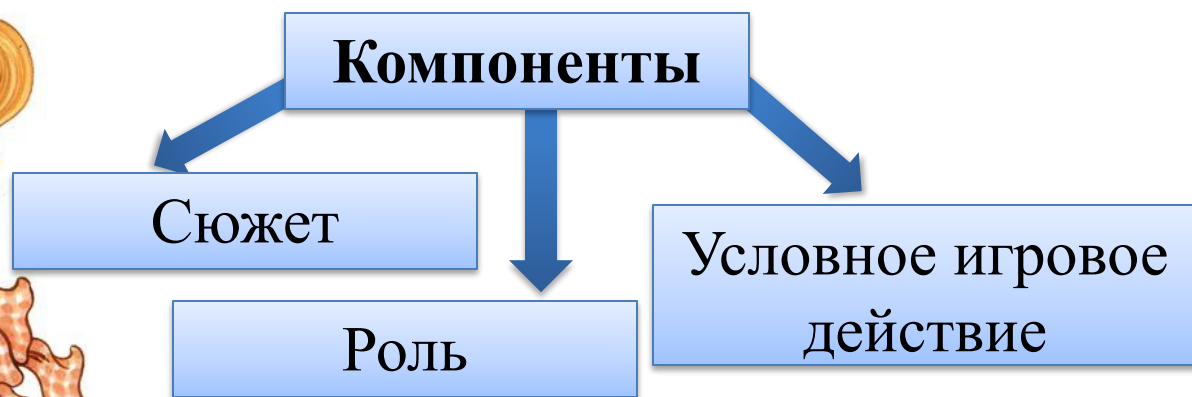 Компоненты
Сюжет
Роль
Условное игровое
действие